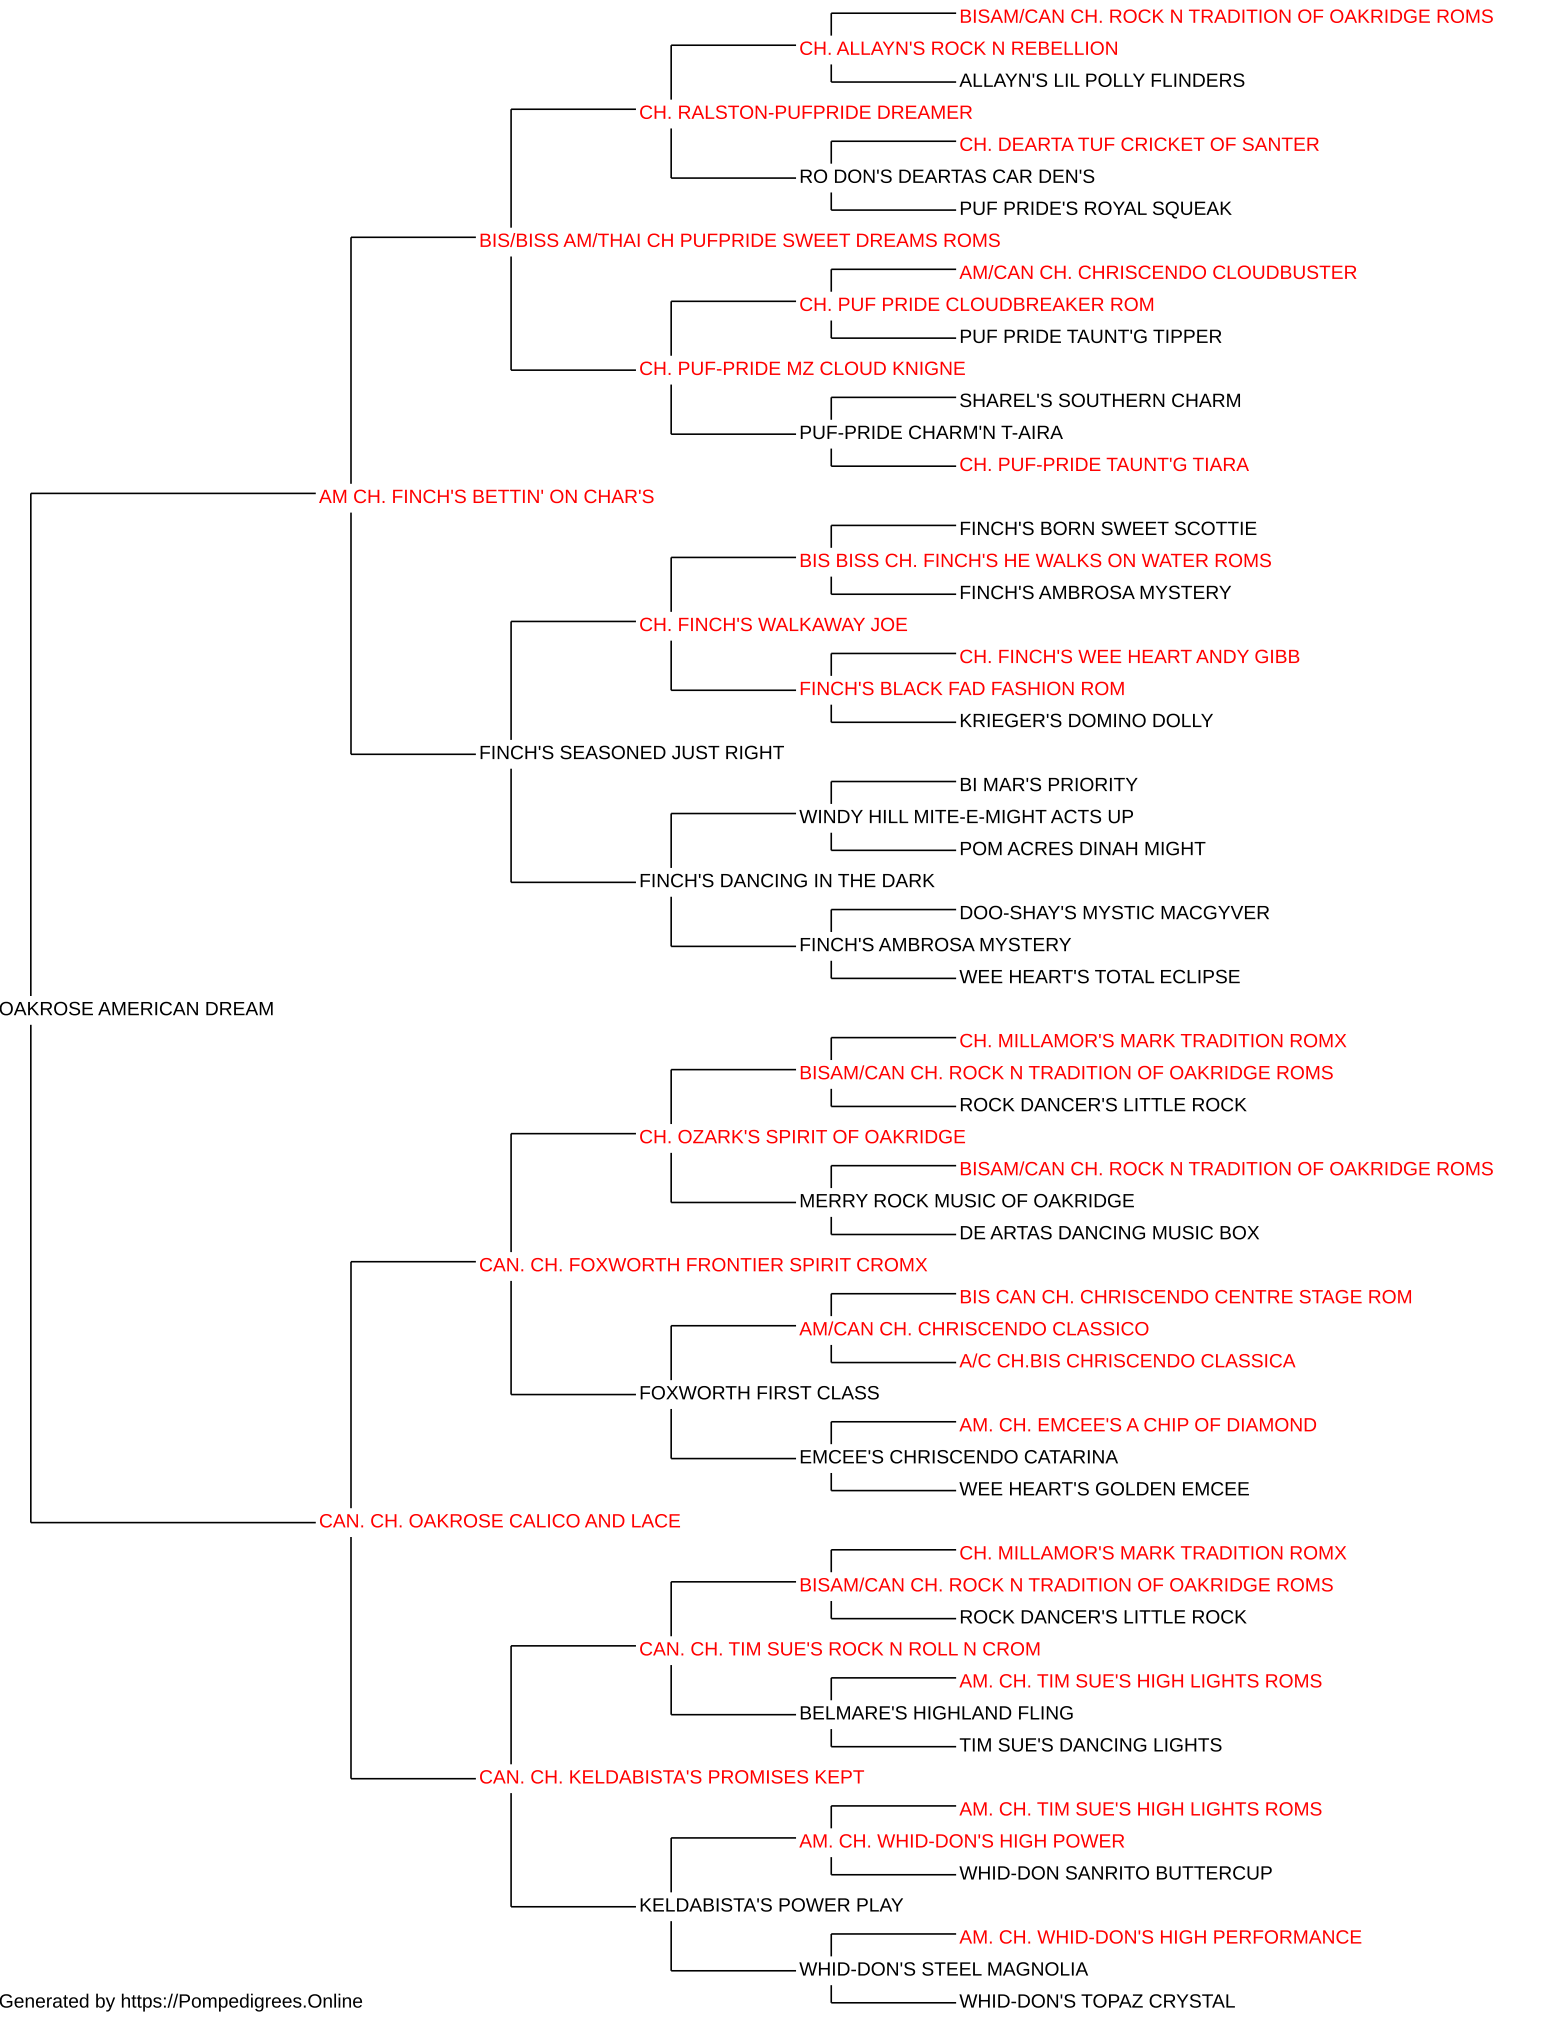 BISAM/CAN CH. ROCK N TRADITION OF OAKRIDGE ROMS
CH. ALLAYN'S ROCK N REBELLION
ALLAYN'S LIL POLLY FLINDERS
CH. RALSTON-PUFPRIDE DREAMER
CH. DEARTA TUF CRICKET OF SANTER
RO DON'S DEARTAS CAR DEN'S
PUF PRIDE'S ROYAL SQUEAK
BIS/BISS AM/THAI CH PUFPRIDE SWEET DREAMS ROMS
AM/CAN CH. CHRISCENDO CLOUDBUSTER
CH. PUF PRIDE CLOUDBREAKER ROM
PUF PRIDE TAUNT'G TIPPER
CH. PUF-PRIDE MZ CLOUD KNIGNE
SHAREL'S SOUTHERN CHARM
PUF-PRIDE CHARM'N T-AIRA
CH. PUF-PRIDE TAUNT'G TIARA
AM CH. FINCH'S BETTIN' ON CHAR'S
FINCH'S BORN SWEET SCOTTIE
BIS BISS CH. FINCH'S HE WALKS ON WATER ROMS
FINCH'S AMBROSA MYSTERY
CH. FINCH'S WALKAWAY JOE
CH. FINCH'S WEE HEART ANDY GIBB
FINCH'S BLACK FAD FASHION ROM
KRIEGER'S DOMINO DOLLY
FINCH'S SEASONED JUST RIGHT
BI MAR'S PRIORITY
WINDY HILL MITE-E-MIGHT ACTS UP
POM ACRES DINAH MIGHT
FINCH'S DANCING IN THE DARK
DOO-SHAY'S MYSTIC MACGYVER
FINCH'S AMBROSA MYSTERY
WEE HEART'S TOTAL ECLIPSE
OAKROSE AMERICAN DREAM
CH. MILLAMOR'S MARK TRADITION ROMX
BISAM/CAN CH. ROCK N TRADITION OF OAKRIDGE ROMS
ROCK DANCER'S LITTLE ROCK
CH. OZARK'S SPIRIT OF OAKRIDGE
BISAM/CAN CH. ROCK N TRADITION OF OAKRIDGE ROMS
MERRY ROCK MUSIC OF OAKRIDGE
DE ARTAS DANCING MUSIC BOX
CAN. CH. FOXWORTH FRONTIER SPIRIT CROMX
BIS CAN CH. CHRISCENDO CENTRE STAGE ROM
AM/CAN CH. CHRISCENDO CLASSICO
A/C CH.BIS CHRISCENDO CLASSICA
FOXWORTH FIRST CLASS
AM. CH. EMCEE'S A CHIP OF DIAMOND
EMCEE'S CHRISCENDO CATARINA
WEE HEART'S GOLDEN EMCEE
CAN. CH. OAKROSE CALICO AND LACE
CH. MILLAMOR'S MARK TRADITION ROMX
BISAM/CAN CH. ROCK N TRADITION OF OAKRIDGE ROMS
ROCK DANCER'S LITTLE ROCK
CAN. CH. TIM SUE'S ROCK N ROLL N CROM
AM. CH. TIM SUE'S HIGH LIGHTS ROMS
BELMARE'S HIGHLAND FLING
TIM SUE'S DANCING LIGHTS
CAN. CH. KELDABISTA'S PROMISES KEPT
AM. CH. TIM SUE'S HIGH LIGHTS ROMS
AM. CH. WHID-DON'S HIGH POWER
WHID-DON SANRITO BUTTERCUP
KELDABISTA'S POWER PLAY
AM. CH. WHID-DON'S HIGH PERFORMANCE
WHID-DON'S STEEL MAGNOLIA
WHID-DON'S TOPAZ CRYSTAL
Generated by https://Pompedigrees.Online